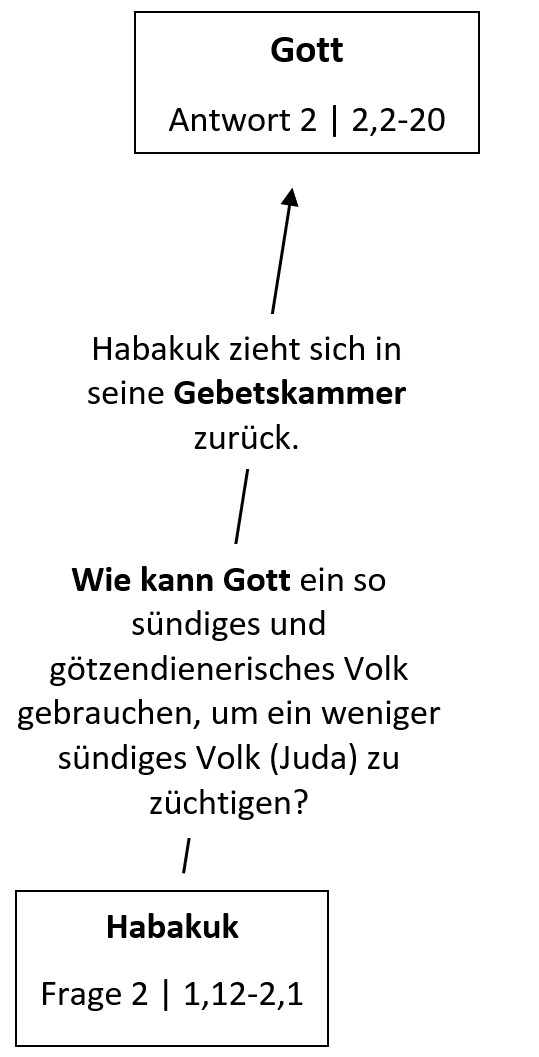 Gott
Antwort 2 | 2,2-20
Habakuk zieht sich in
seine Gebetskammer
zurück.
Wie kann Gott ein so
sündiges und
götzendienerisches Volk
gebrauchen, um ein weniger
sündiges Volk (Juda) zu
züchtigen?
Habakuk
Frage 2 | 1,12-2,1